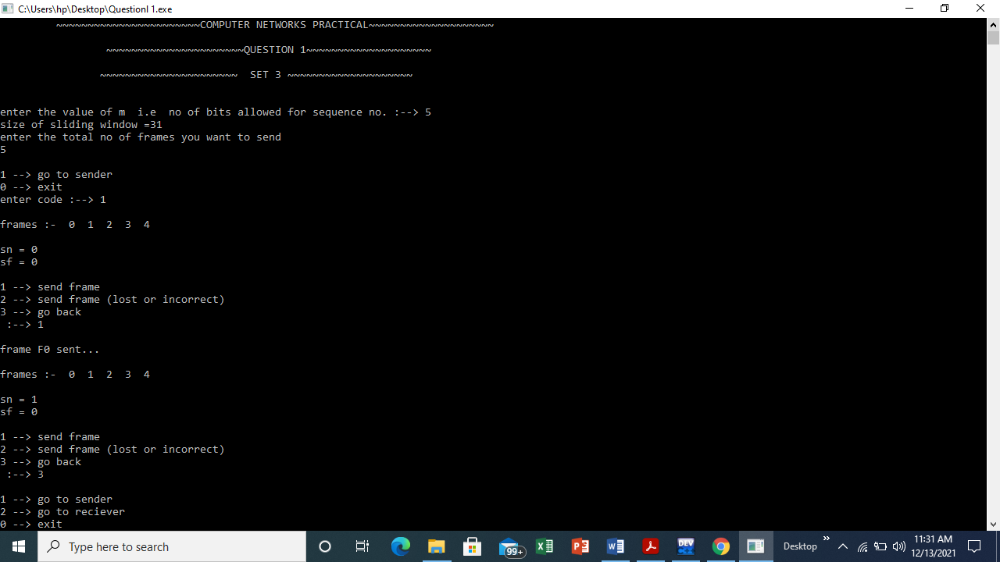 C:\Users\hp\Desktop\QuestionI 1.exe
~~~~~~~~~~~~~~~~~~~~~~~COMPUTER NETWORKS PRACTICAL~~~~~~~~~~~~~~~~~~~~
~~~~~~~~~~~~~~~~~~~~~~QUESTION 1~~~~~~~~~~~~~~~~~~~~
~~~~~~~~~~~~~~~~~~~~~~  SET 3 ~~~~~~~~~~~~~~~~~~~~
enter the value of m  i.e  no of bits allowed for sequence no. :--> 5
size of sliding window =31
enter the total no of frames you want to send
5
1 --> go to sender
0 --> exit
enter code :--> 1
frames :-  0  1  2  3  4
sn = 0
sf = 0
1 --> send frame
2 --> send frame (lost or incorrect)
3 --> go back
 :--> 1
frame F0 sent...
frames :-  0  1  2  3  4
sn = 1
sf = 0
1 --> send frame
2 --> send frame (lost or incorrect)
3 --> go back
 :--> 3
1 --> go to sender
2 --> go to reciever
0 --> exit
Type here to search
99+
DEV
Desktop
»
11:31 AM
12/13/2021